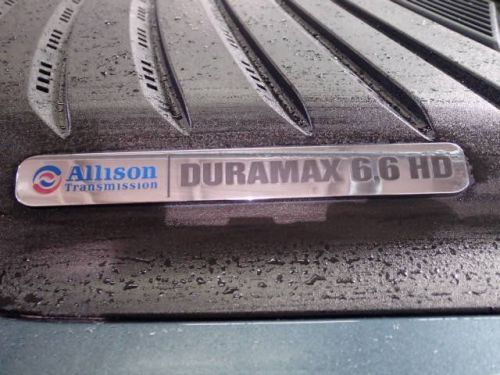 Allison
Transmission
DURAMAX 6.6 HD